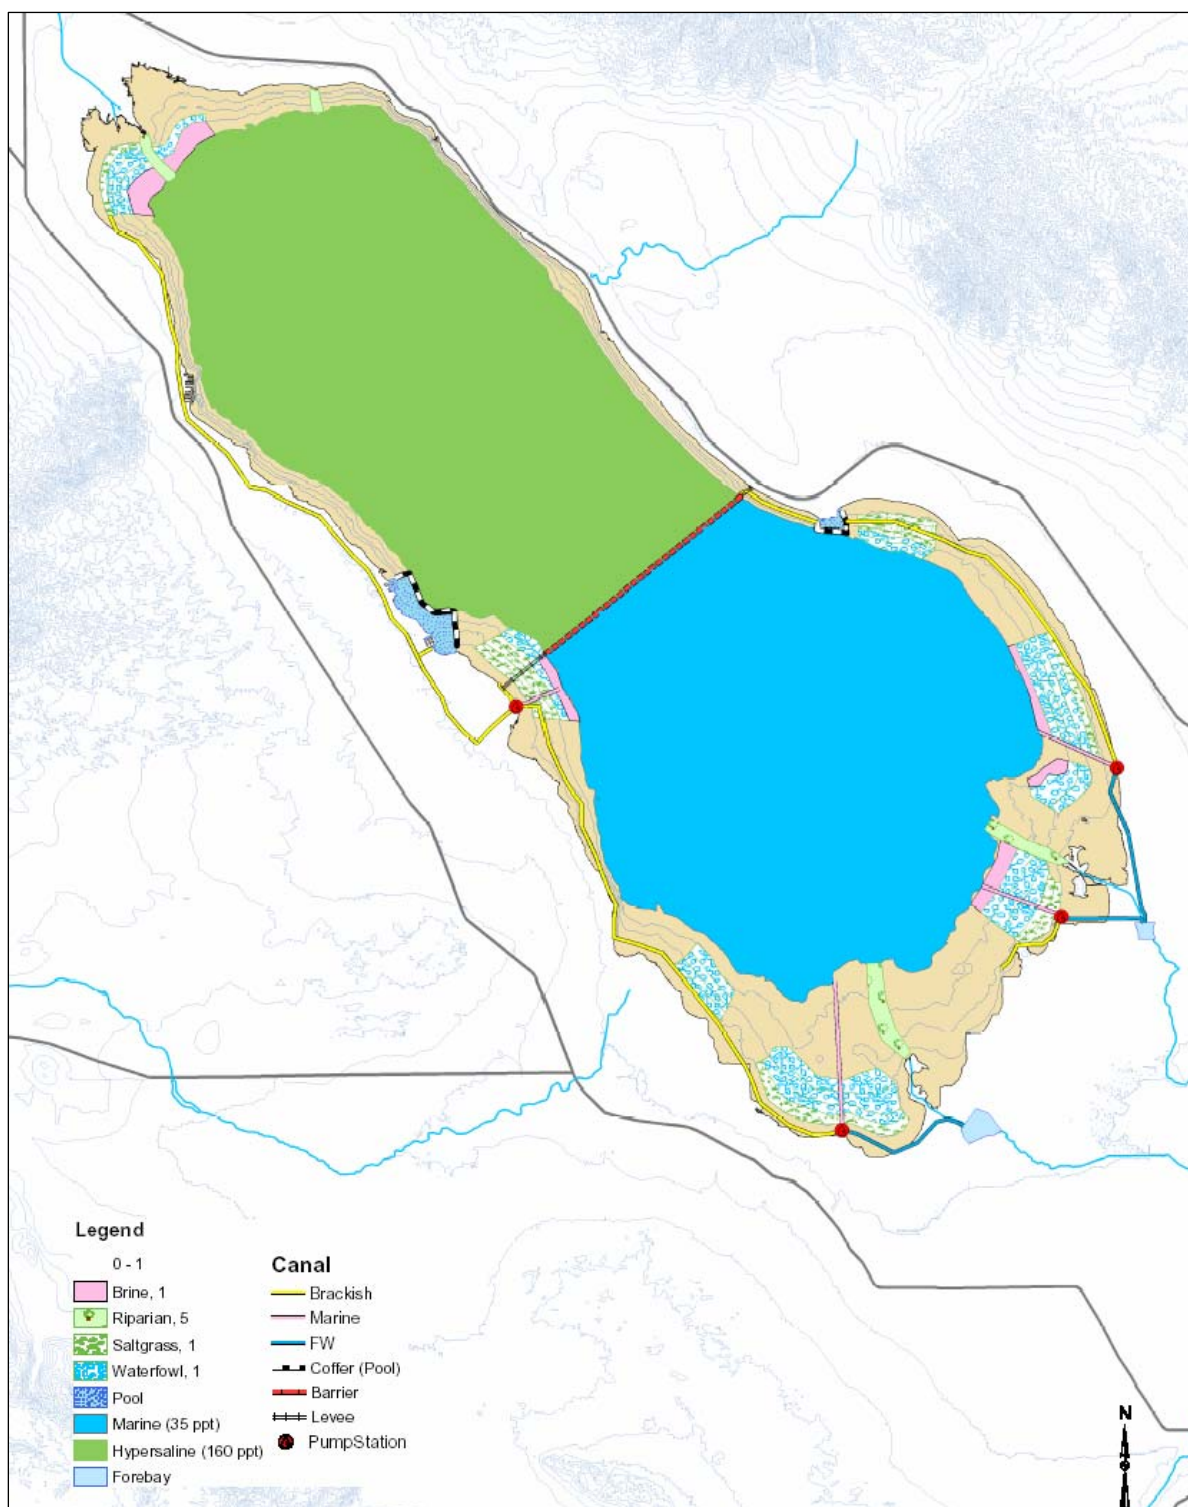 Legend
0 - 1
Brine, 1
Riparian, 5
Saltgrass, 1
Waterfowl, 1
Pool
Marine (35 ppt)
Hypersaline (160 ppt)
Forebay
Canal
Brackish
Marine
FW
Coffer (Pool)
Barrier
Levee
PumpStation
N